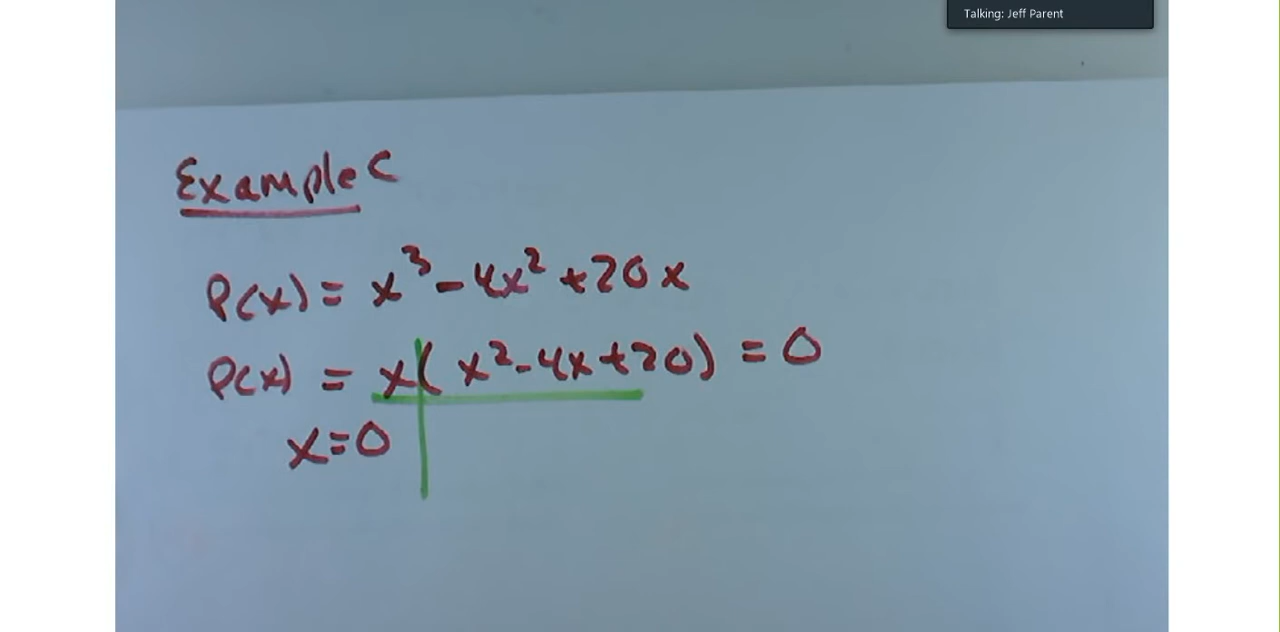 Talking: Jeff Parent
Example C
P(x) = x³ - 4x² + 20x
P(x) = x( x² - 4x + 20) = 0
x = 0